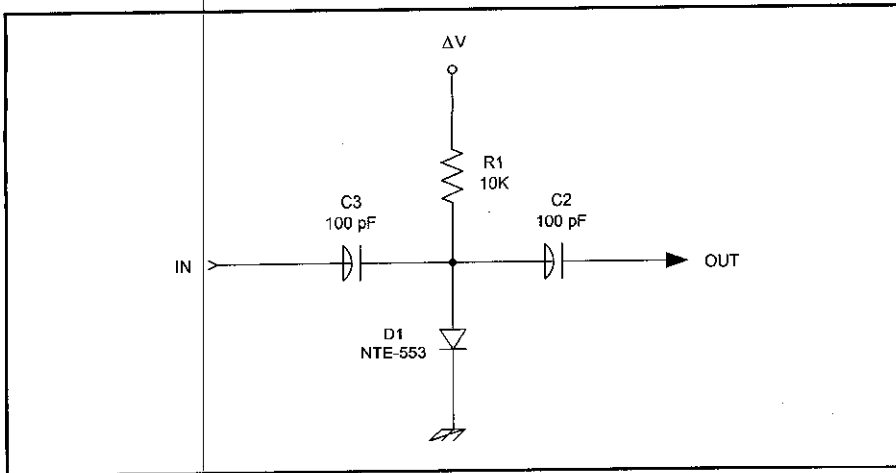 ΔV
R1
10K
C3
100 pF
C2
100 pF
IN
OUT
D1
NTE-553